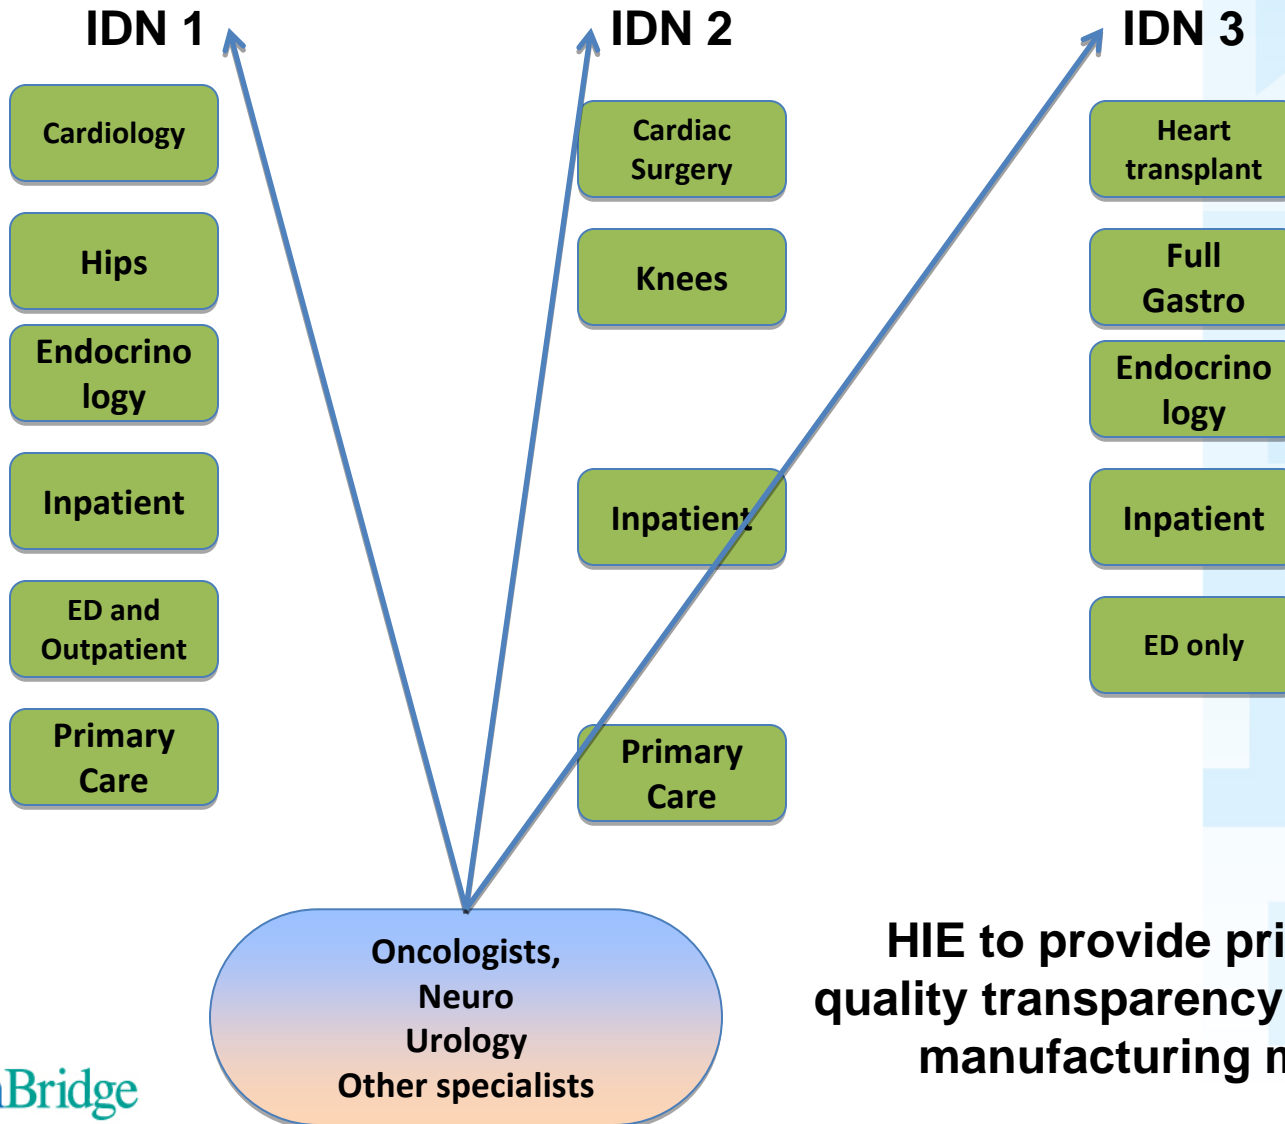 IDN 1
Cardiology
Hips
Endocrino
logy
Inpatient
ED and
Outpatient
Primary
Care
IDN 2
Cardiac
Surgery
Knees
Inpatient
Primary
Care
IDN 3
Heart
transplant
Full
Gastro
Endocrino
logy
Inpatient
ED only
Oncologists,
Neuro
Urology
Other specialists
HIE to provide
quality transparency
manufacturing
Bridge